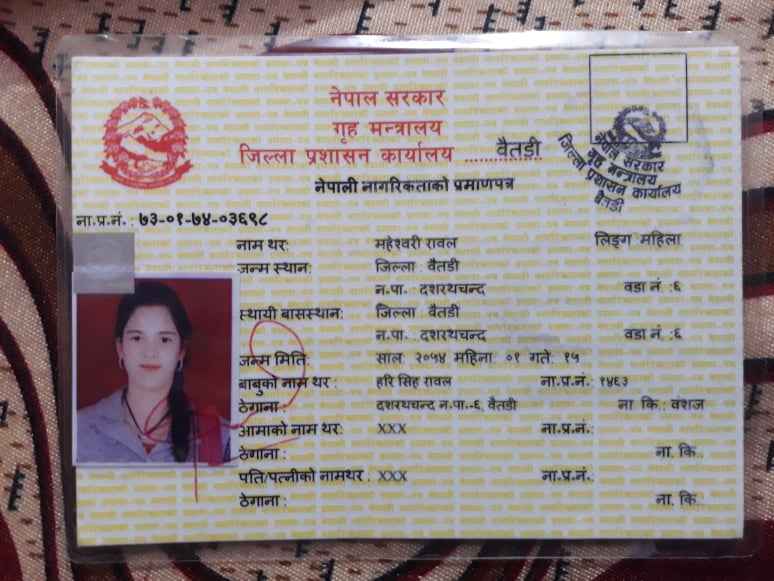 नेपाल सरकार
गृह मन्त्रालय
जिल्ला प्रशासन कार्यालय ...............वैतडी
नेपाली नागरिकताको प्रमाणपत्र
नेपाल सरकार
गृह मन्त्रालय
जिल्ला प्रशासन कार्यालय
बैतडी
ना.प्र.नं. : ७३-०१-७४-०३६९८
नाम थर: महेश्वरी रावल लिङ्ग महिला
जन्म स्थान: जिल्ला : वैतडी
न.पा. : दशरथचन्द वडा नं. :६
स्थायी बासस्थान: जिल्ला : वैतडी
न.पा. : दशरथचन्द वडा नं. :६
जन्म मिति: साल: २०५४ महिना: ०१ गते: १५
बाबुको नाम थर : हरि सिह रावल ना.प्र.नं.: १४६३
ठेगाना : दशरथचन्द न.पा.-६, वैतडी ना. कि.: वंशज
आमाको नाम थर: XXX ना.प्र.नं.:
ठेगाना : ना. कि.:
पति/पत्नीको नामथर : XXX ना.प्र.नं.:
ठेगाना : ना. कि.: